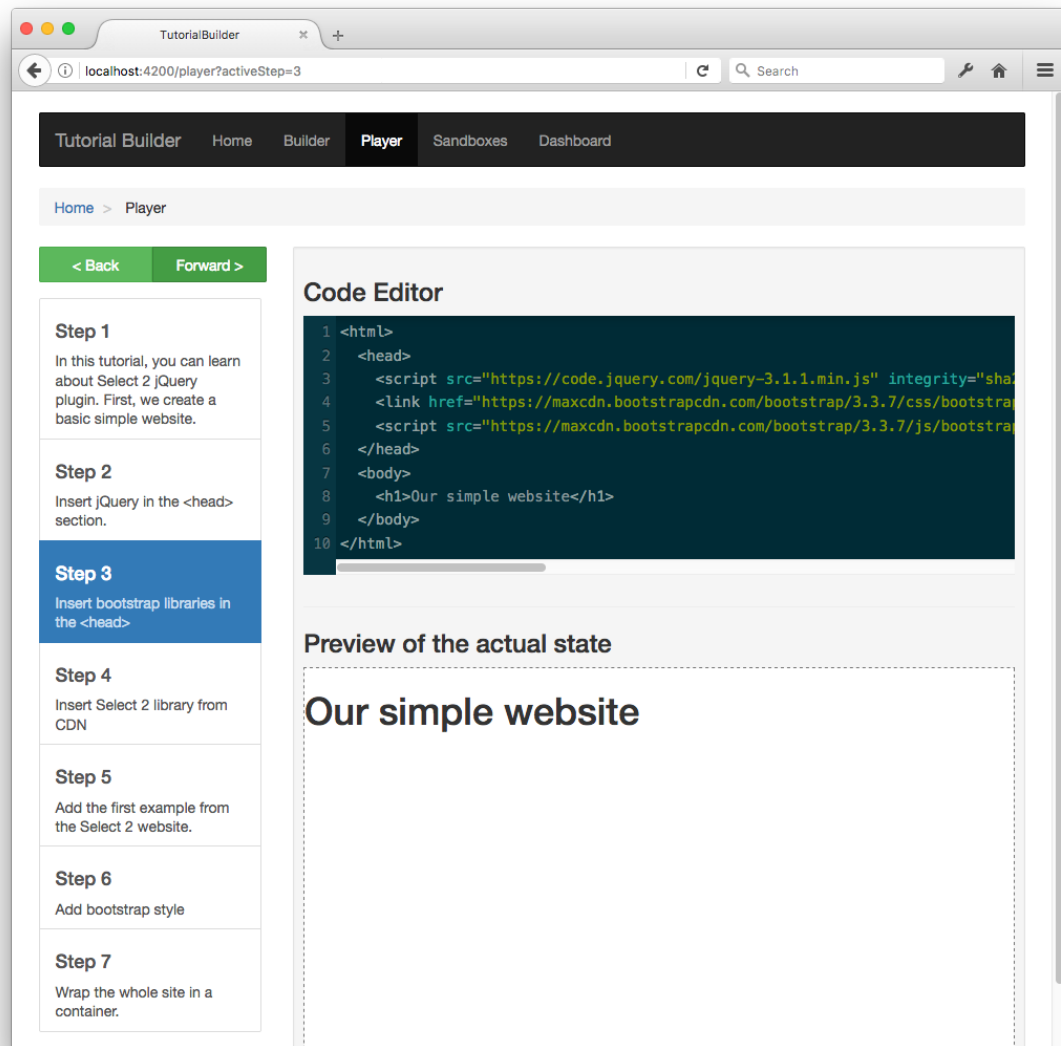 TutorialBuilder
localhost:4200/player?activeStep=3
Search
Tutorial Builder Home Builder Player Sandboxes Dashboard
Home > Player
< Back Forward >
Step 1
In this tutorial, you can learn
about Select 2 jQuery
plugin. First, we create a
basic simple website.
Step 2
Insert jQuery in the <head>
section.
Step 3
Insert bootstrap libraries in
the <head>
Step 4
Insert Select 2 library from
CDN
Step 5
Add the first example from
the Select 2 website.
Step 6
Add bootstrap style
Step 7
Wrap the whole site in a
container.
Code Editor
1 <html>
2 <head>
3 <script src="https://code.jquery.com/jquery-3.1.1.min.js" integrity="sha2
4 <link href="https://maxcdn.bootstrapcdn.com/bootstrap/3.3.7/css/bootstrap
5 <script src="https://maxcdn.bootstrapcdn.com/bootstrap/3.3.7/js/bootstrap
6 </head>
7 <body>
8 <h1>Our simple website</h1>
9 </body>
10 </html>
Preview of the actual state
Our simple website